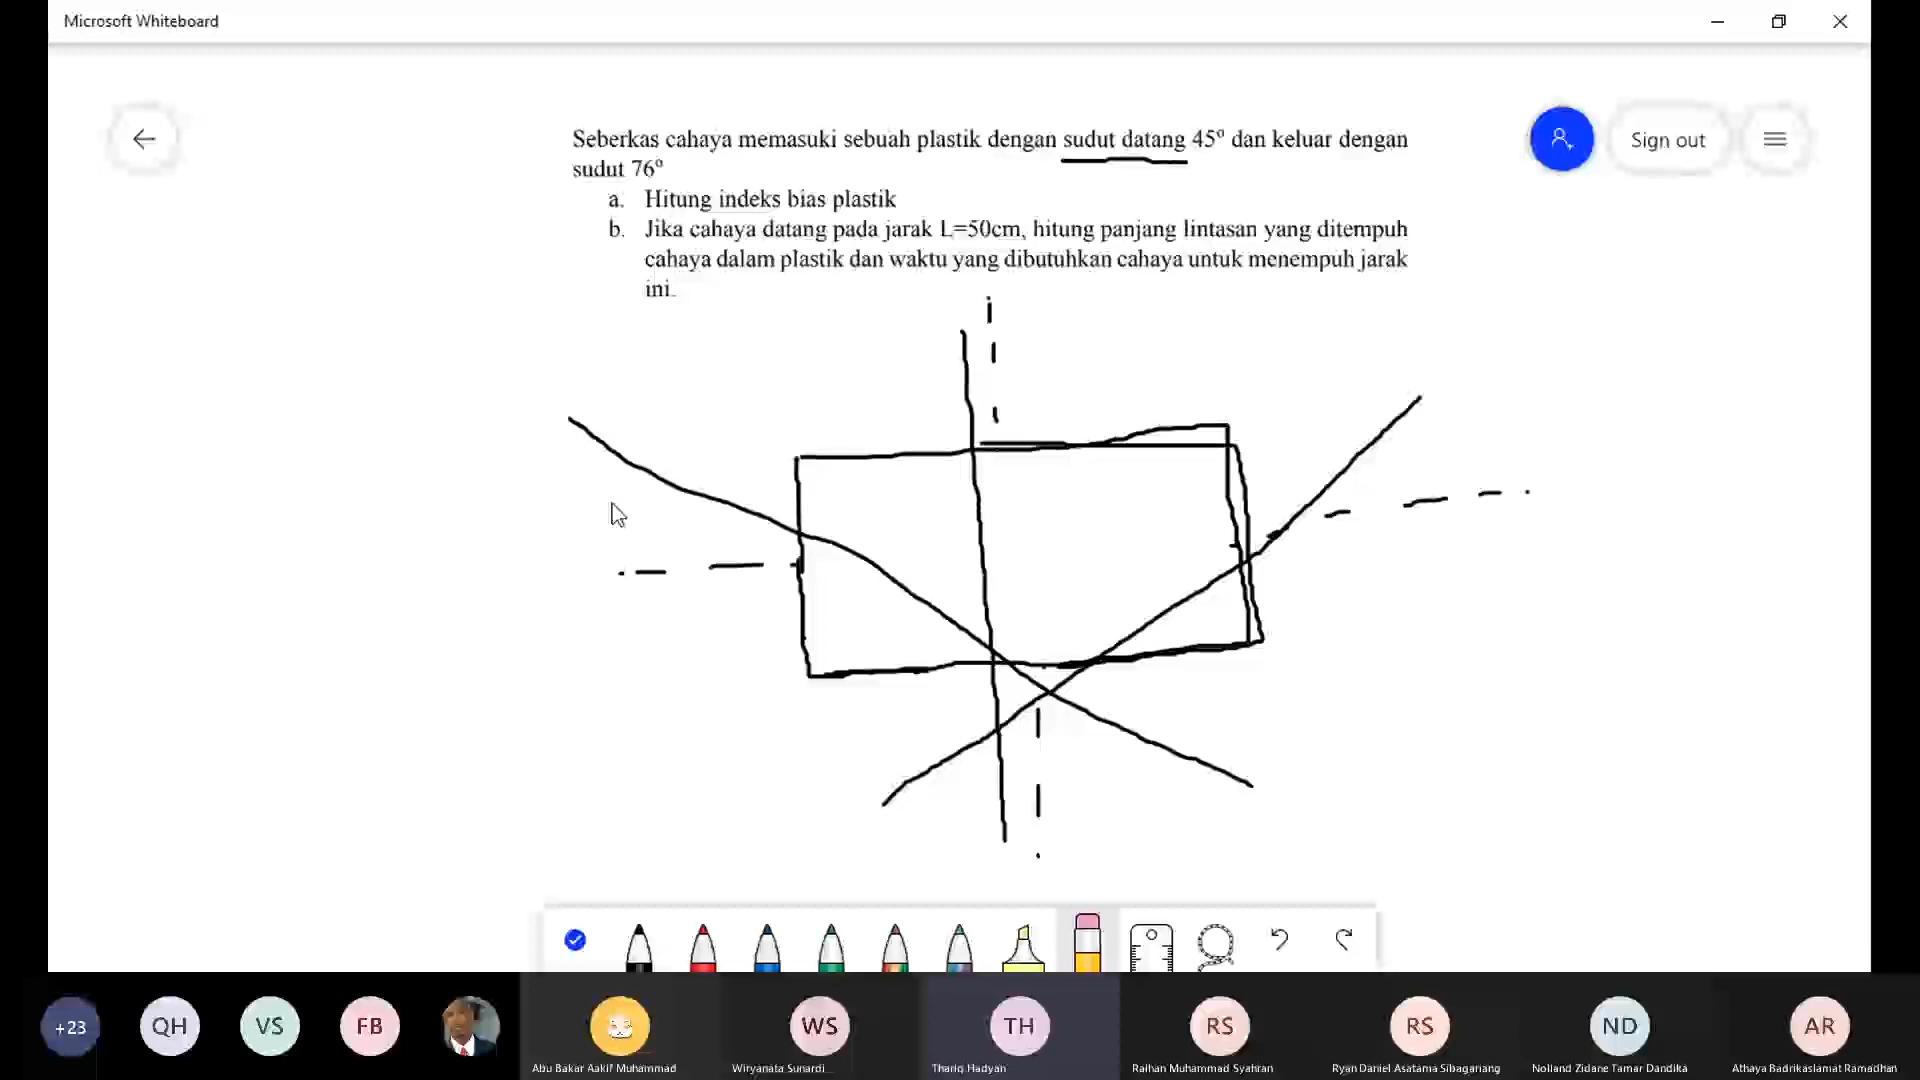 Microsoft Whiteboard
Sign out
Seberkas cahaya memasuki sebuah plastik dengan sudut datang 45° dan keluar dengan
sudut 76°
a. Hitung indeks bias plastik
b. Jika cahaya datang pada jarak L=50cm, hitung panjang lintasan yang ditempuh
cahaya dalam plastik dan waktu yang dibutuhkan cahaya untuk menempuh jarak
ini.
+23
QH
VS
FB
WS
TH
RS
RS
ND
AR
Abu Bakar Aakif Muhammad
Wiryanata Sunardi...
Thariq Hadyan
Raihan Muhammad Syahran
Ryan Daniel Asatama Sibagariang
Nolland Zidane Tamar Dandika
Athaya Badrikaslamat Ramadhan